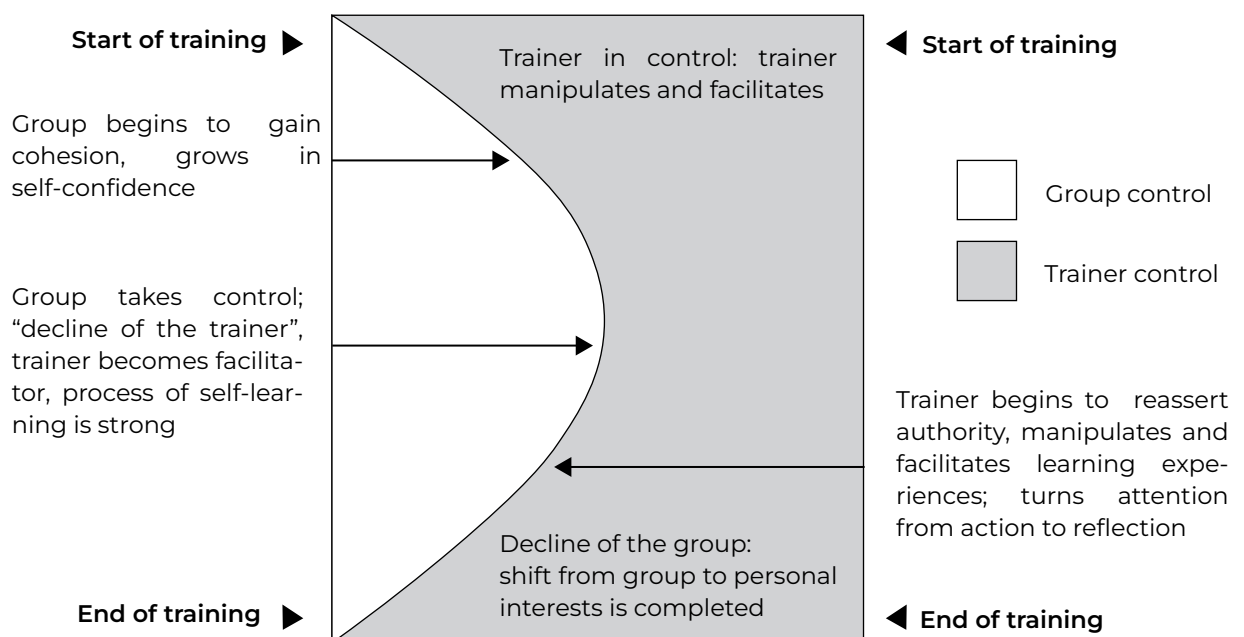 Start of training
Group begins to gain
cohesion, grows in
self-confidence
Group takes control;
“decline of the trainer”,
trainer becomes facilita-
tor, process of self-lear-
ning is strong
End of training
Trainer in control: trainer
manipulates and facilitates
Decline of the group:
shift from group to personal
interests is completed
Start of training
Group control
Trainer control
Trainer begins to reassert
authority, manipulates and
facilitates learning expe-
riences; turns attention
from action to reflection
End of training